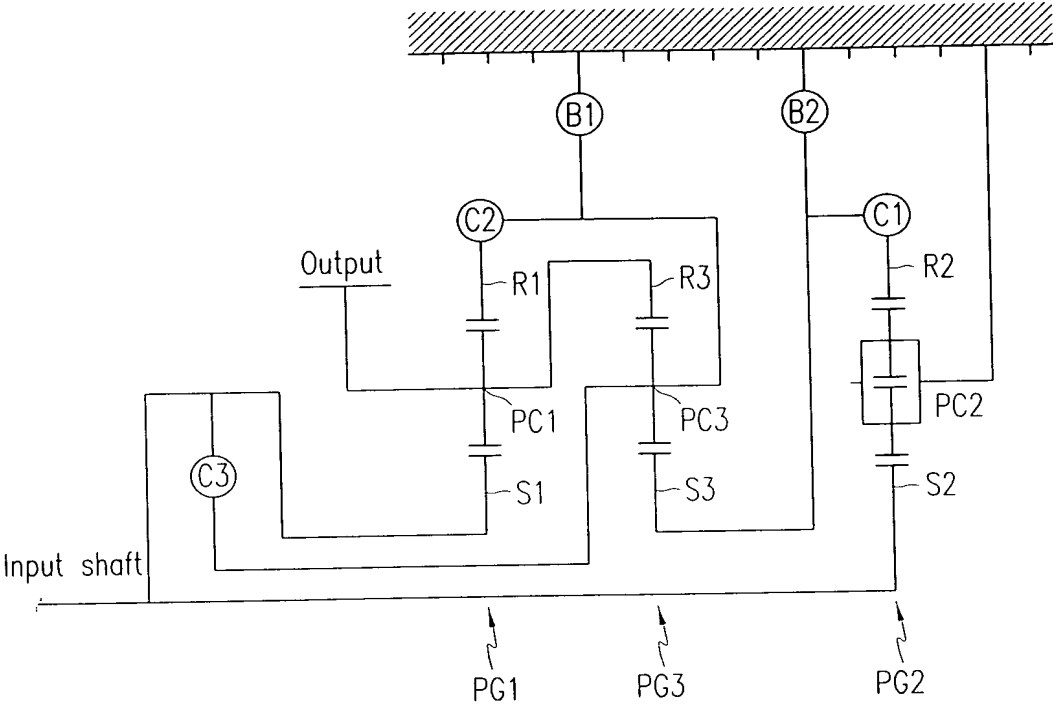 B1
B2
C2
C1
Output
R1
R3
R2
PC1
PC3
PC2
C3
S1
S3
S2
Input shaft
PG1
PG3
PG2